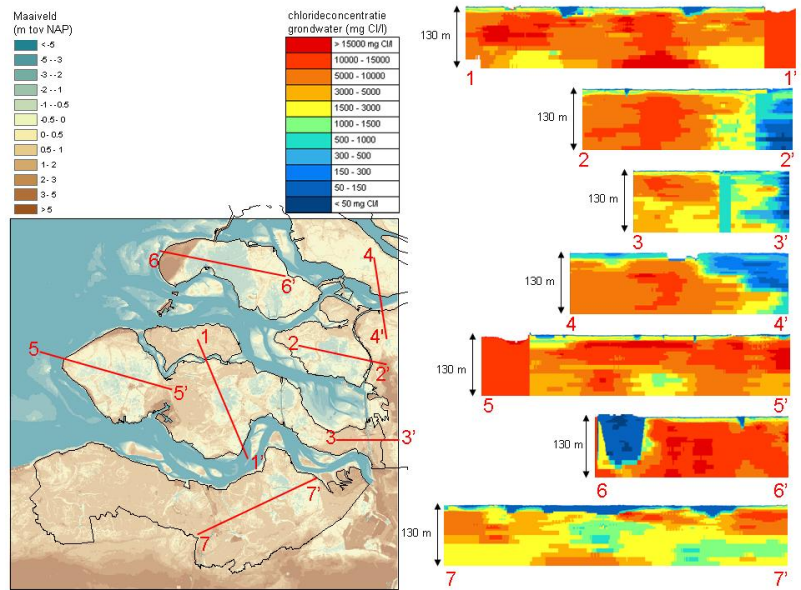 Maaiveld
(m tov NAP)
< -5
-5 - -3
-3 - -2
-2 - -1
-1 - -0.5
-0.5 - 0
0 - 0.5
0.5 - 1
1 - 2
2 - 3
3 - 5
> 5
chlorideconcentratie
grondwater (mg Cl/l)
> 15000 mg Cl/l
10000 - 15000
5000 - 10000
3000 - 5000
1500 - 3000
1000 - 1500
500 - 1000
300 - 500
150 - 300
50 - 150
< 50 mg Cl/l
6
6'
4
4'
1
1'
2
2'
5
5'
3
3'
7
7'
130 m
1
1'
130 m
2
2'
130 m
3
3'
130 m
4
4'
130 m
5
5'
130 m
6
6'
130 m
7
7'